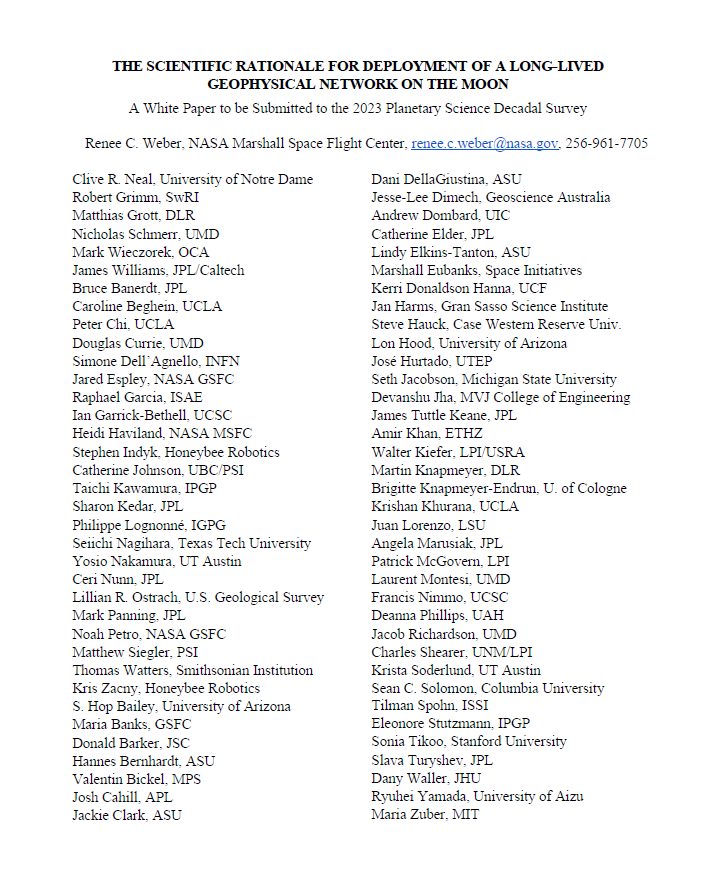 THE SCIENTIFIC RATIONALE FOR DEPLOYMENT OF A LONG-LIVED
GEOPHYSICAL NETWORK ON THE MOON
A White Paper to be Submitted to the 2023 Planetary Science Decadal Survey
Renee C. Weber, NASA Marshall Space Flight Center, renee.c.weber@nasa.gov, 256-961-7705
Clive R. Neal, University of Notre Dame
Robert Grimm, SwRI
Matthias Grott, DLR
Nicholas Schmerr, UMD
Mark Wieczorek, OCA
James Williams, JPL/Caltech
Bruce Banerdt, JPL
Caroline Beghein, UCLA
Peter Chi, UCLA
Douglas Currie, UMD
Simone Dell’Agnello, INFN
Jared Espley, NASA GSFC
Raphael Garcia, ISAE
Ian Garrick-Bethell, UCSC
Heidi Haviland, NASA MSFC
Stephen Indyk, Honeybee Robotics
Catherine Johnson, UBC/PSI
Taichi Kawamura, IPGP
Sharon Kedar, JPL
Philippe Lognonné, IGPG
Seiichi Nagihara, Texas Tech University
Yosio Nakamura, UT Austin
Ceri Nunn, JPL
Lillian R. Ostrach, U.S. Geological Survey
Mark Panning, JPL
Noah Petro, NASA GSFC
Matthew Siegler, PSI
Thomas Watters, Smithsonian Institution
Kris Zacny, Honeybee Robotics
S. Hop Bailey, University of Arizona
Maria Banks, GSFC
Donald Barker, JSC
Hannes Bernhardt, ASU
Valentin Bickel, MPS
Josh Cahill, APL
Jackie Clark, ASU
Dani DellaGiustina, ASU
Jesse-Lee Dimech, Geoscience Australia
Andrew Dombard, UIC
Catherine Elder, JPL
Lindy Elkins-Tanton, ASU
Marshall Eubanks, Space Initiatives
Kerri Donaldson Hanna, UCF
Jan Harms, Gran Sasso Science Institute
Steve Hauck, Case Western Reserve Univ.
Lon Hood, University of Arizona
José Hurtado, UTEP
Seth Jacobson, Michigan State University
Devanshu Jha, MVJ College of Engineering
James Tuttle Keane, JPL
Amir Khan, ETHZ
Walter Kiefer, LPI/USRA
Martin Knapmeyer, DLR
Brigitte Knapmeyer-Endrun, U. of Cologne
Krishan Khurana, UCLA
Juan Lorenzo, LSU
Angela Marusiak, JPL
Patrick McGovern, LPI
Laurent Montesi, UMD
Francis Nimmo, UCSC
Deanna Phillips, UAH
Jacob Richardson, UMD
Charles Shearer, UNM/LPI
Krista Soderlund, UT Austin
Sean C. Solomon, Columbia University
Tilman Spohn, ISSI
Eleonore Stutzmann, IPGP
Sonia Tikoo, Stanford University
Slava Turyshev, JPL
Dany Waller, JHU
Ryuhei Yamada, University of Aizu
Maria Zuber, MIT